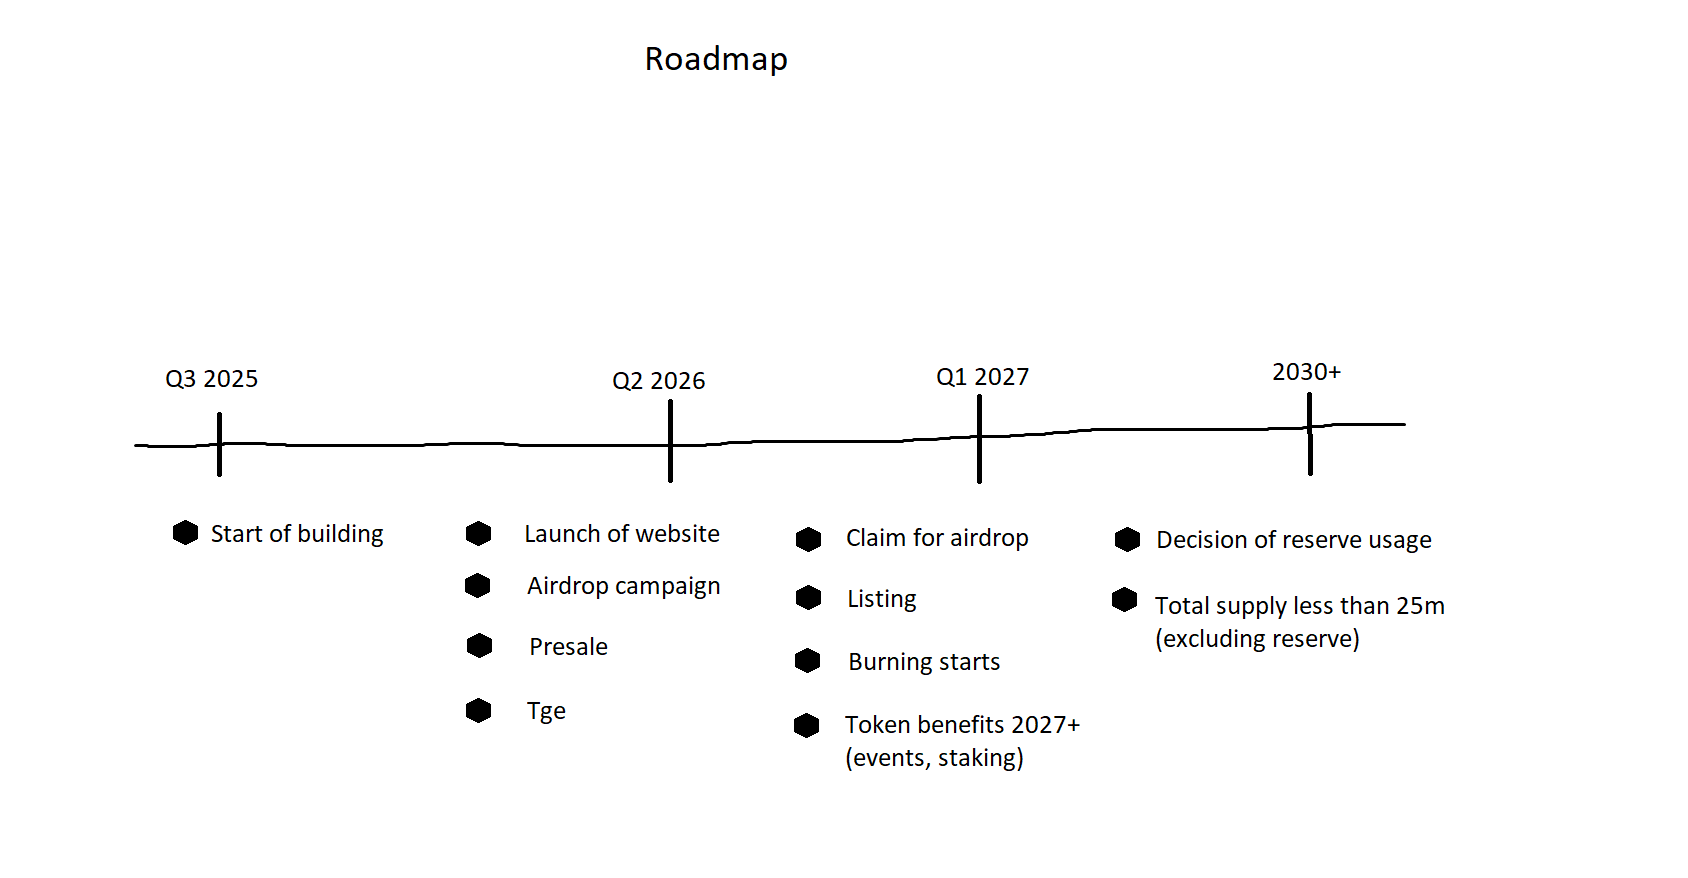 Roadmap
Q3 2025
Q2 2026
Q1 2027
2030+
Start of building
Launch of website
Airdrop campaign
Presale
Tge
Claim for airdrop
Listing
Burning starts
Token benefits 2027+
(events, staking)
Decision of reserve usage
Total supply less than 25m
(excluding reserve)